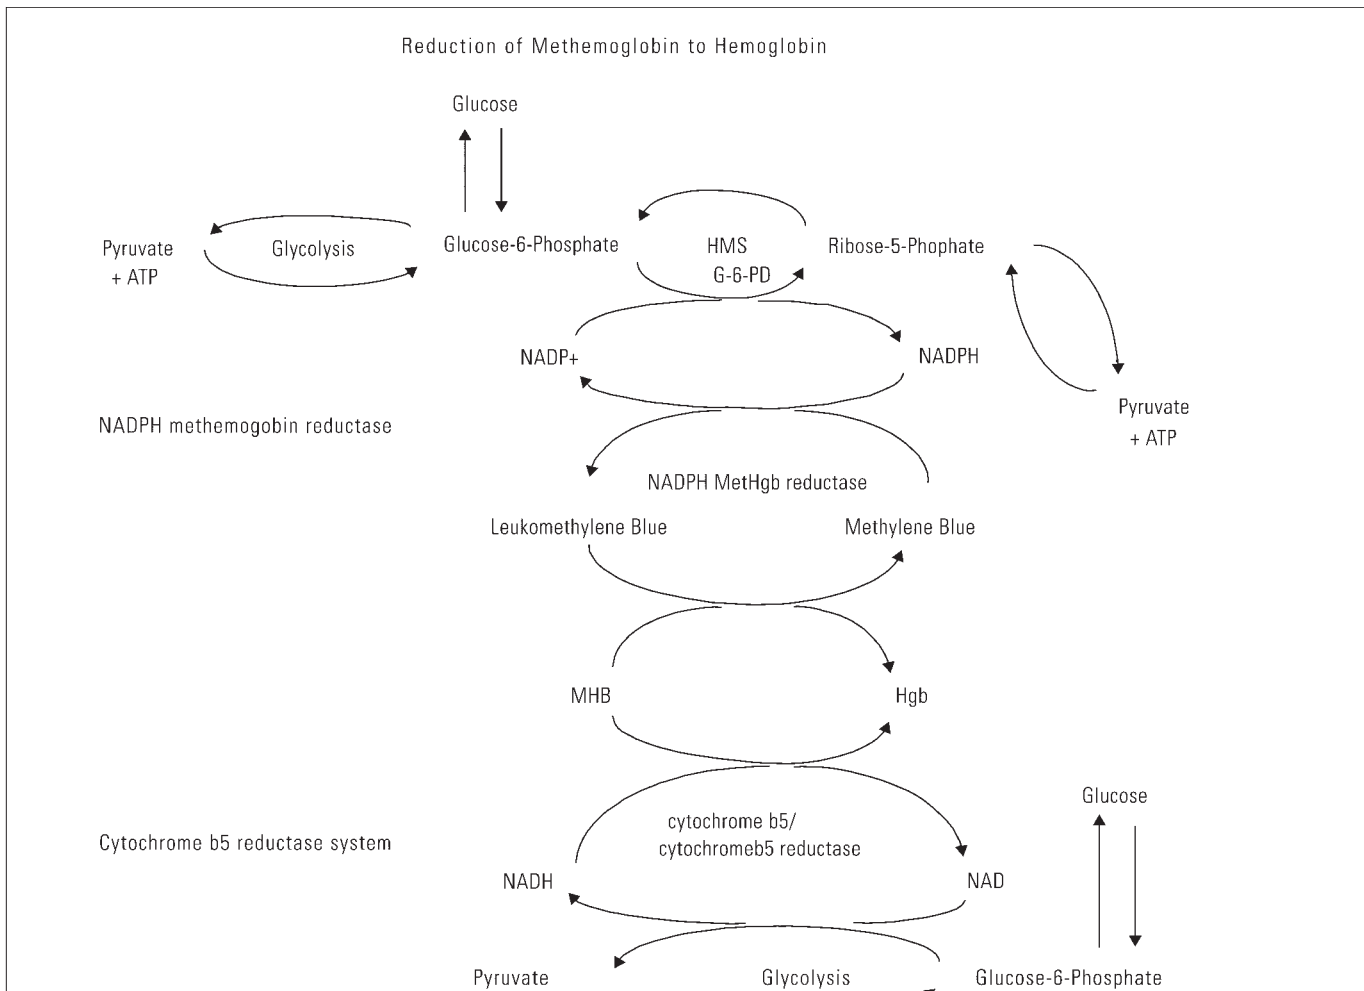 Reduction of Methemoglobin to Hemoglobin
Glucose
Pyruvate
+ ATP
Glycolysis
Glucose-6-Phosphate
HMS
G-6-PD
Ribose-5-Phophate
NADP+
NADPH
Pyruvate
+ ATP
NADPH methemogobin reductase
NADPH MetHgb reductase
Leukomethylene Blue
Methylene Blue
MHB
Hgb
Glucose
Cytochrome b5 reductase system
cytochrome b5/
cytochromeb5 reductase
NADH
NAD
Pyruvate
Glycolysis
Glucose-6-Phosphate